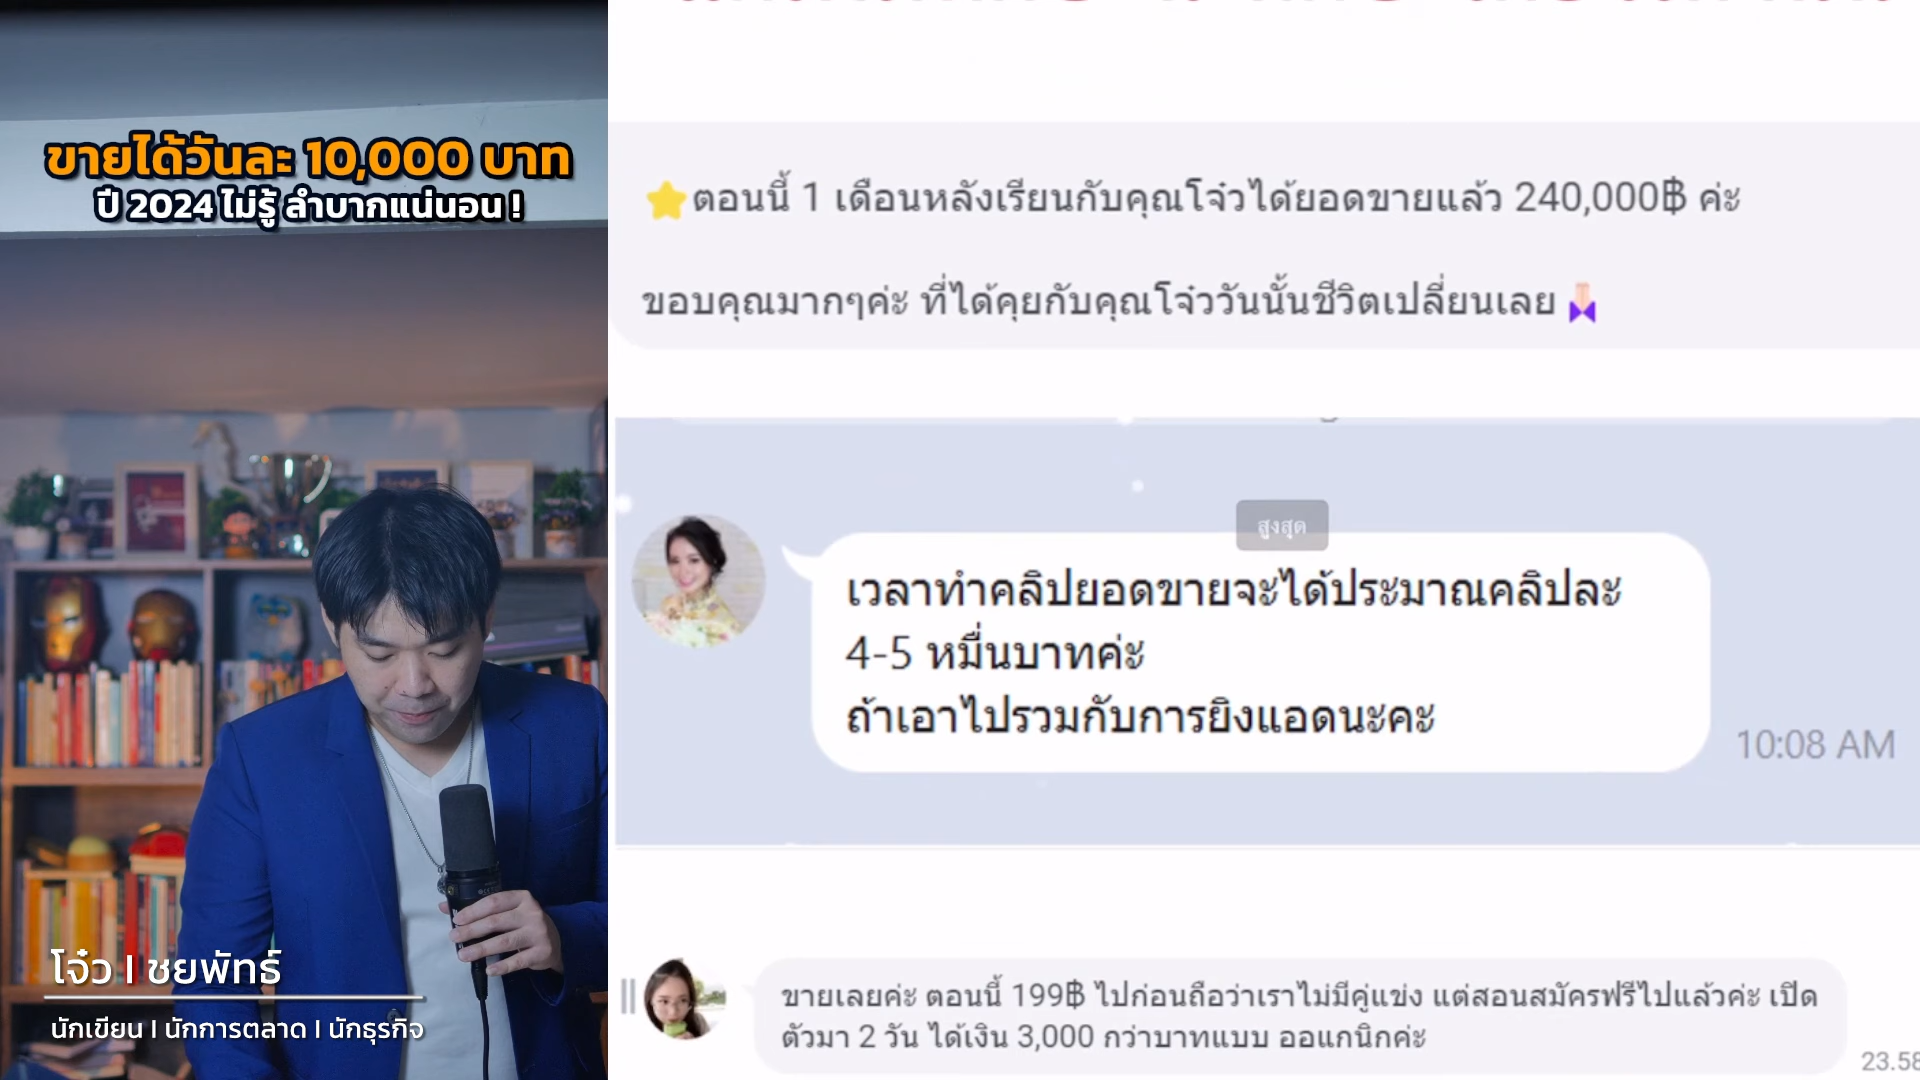 ขายได้วันละ 10,000 บาท
ปี 2024 ไม่รู้ ลำบากแน่นอน !
โจ๋ว I ชยพัทธ์
นักเขียน I นักการตลาด I นักธุรกิจ
ตอนนี้ 1 เดือนหลังเรียนกับคุณโจ๋วได้ยอดขายแล้ว 240,000฿ ค่ะ
ขอบคุณมากๆค่ะ ที่ได้คุยกับคุณโจ๋ววันนั้นชีวิตเปลี่ยนเลย
สูงสุด
เวลาทำคลิปยอดขายจะได้ประมาณคลิปละ
4-5 หมื่นบาทค่ะ
ถ้าเอาไปรวมกับการยิงแอดนะคะ
10:08 AM
ขายเลยค่ะ ตอนนี้ 199฿ ไปก่อนถือว่าเราไม่มีคู่แข่ง แต่สอนสมัครฟรีไปแล้วค่ะ เปิด
ตัวมา 2 วัน ได้เงิน 3,000 กว่าบาทแบบ ออแกนิกค่ะ
23.58